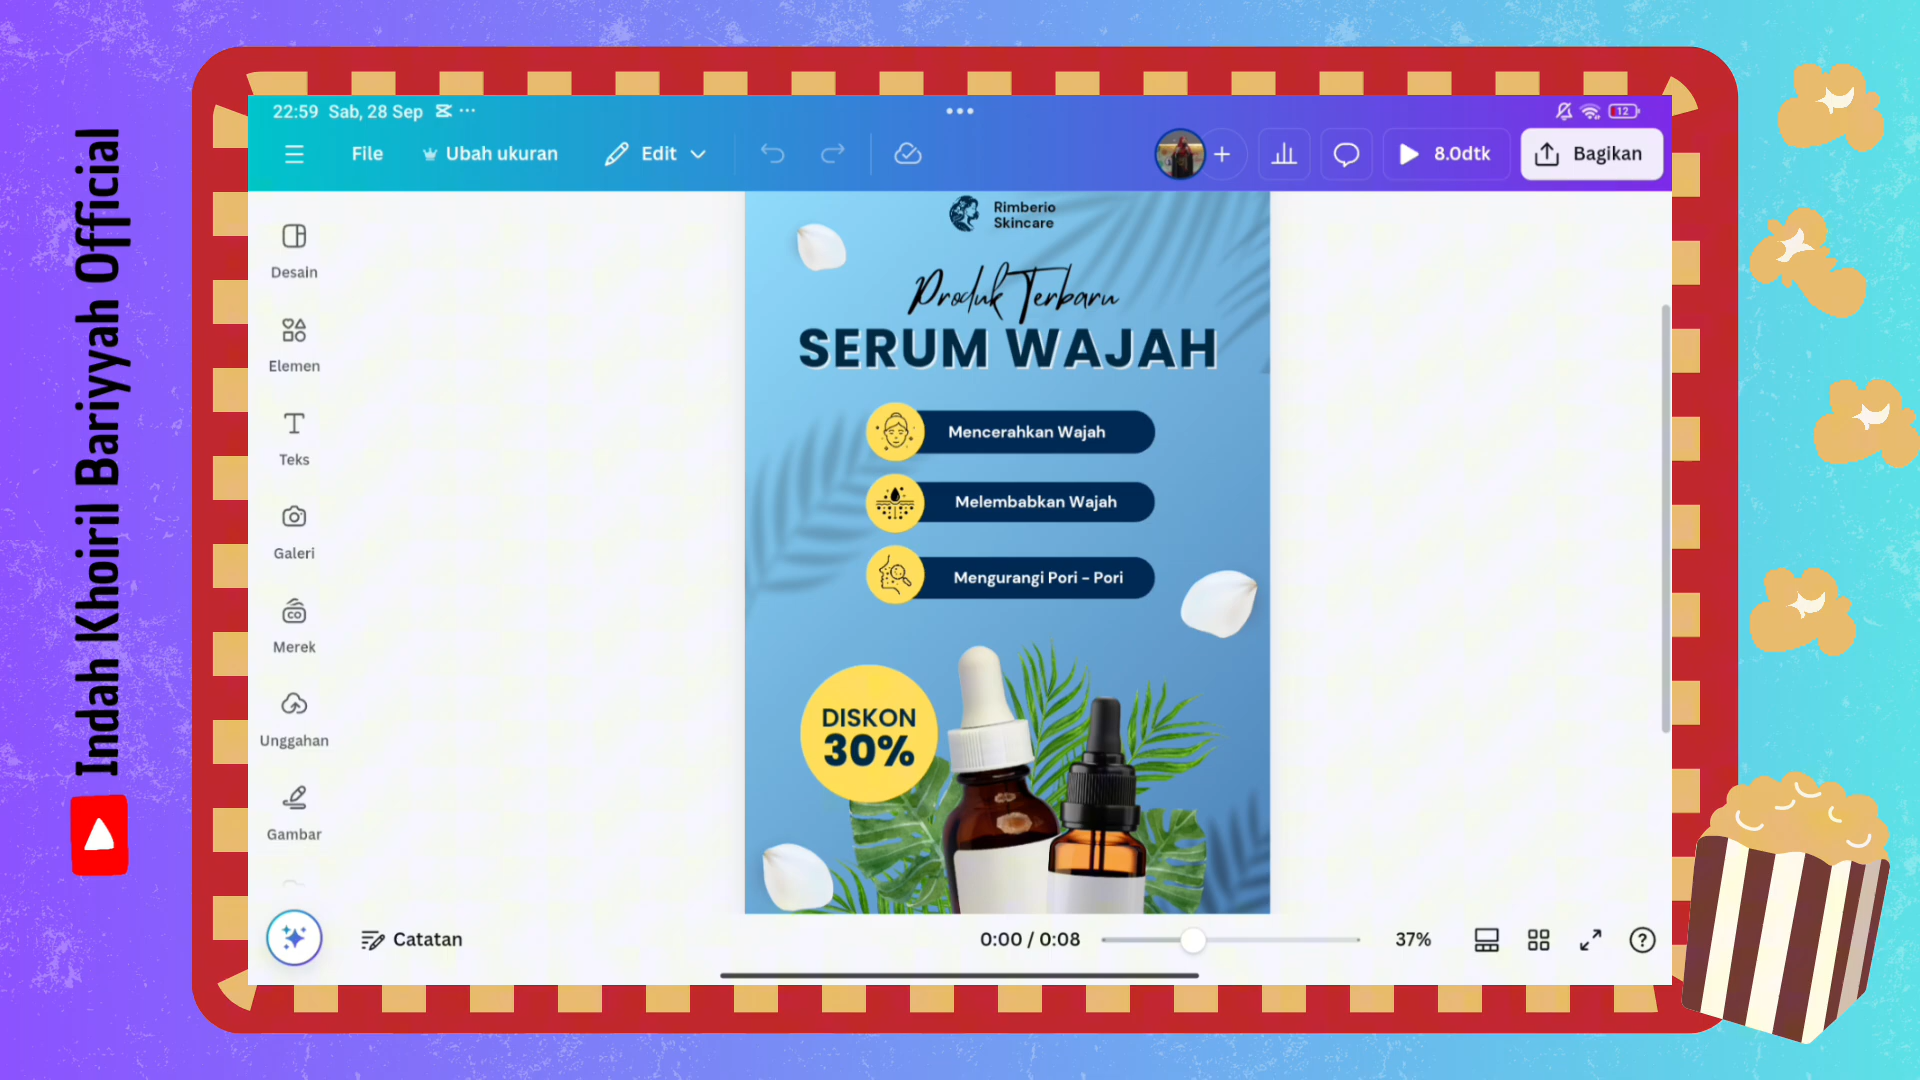 Indah Khoiril Bariyyah Official
22:59 Sab, 28 Sep
12
File
Ubah ukuran
Edit
8.0dtk
Bagikan
Desain
Elemen
Teks
Galeri
CO
Merek
Unggahan
Gambar
Rimberio
Skincare
Produk Terbaru
SERUM WAJAH
Mencerahkan Wajah
Melembabkan Wajah
Mengurangi Pori - Pori
DISKON
30%
Catatan
0:00 / 0:08
37%